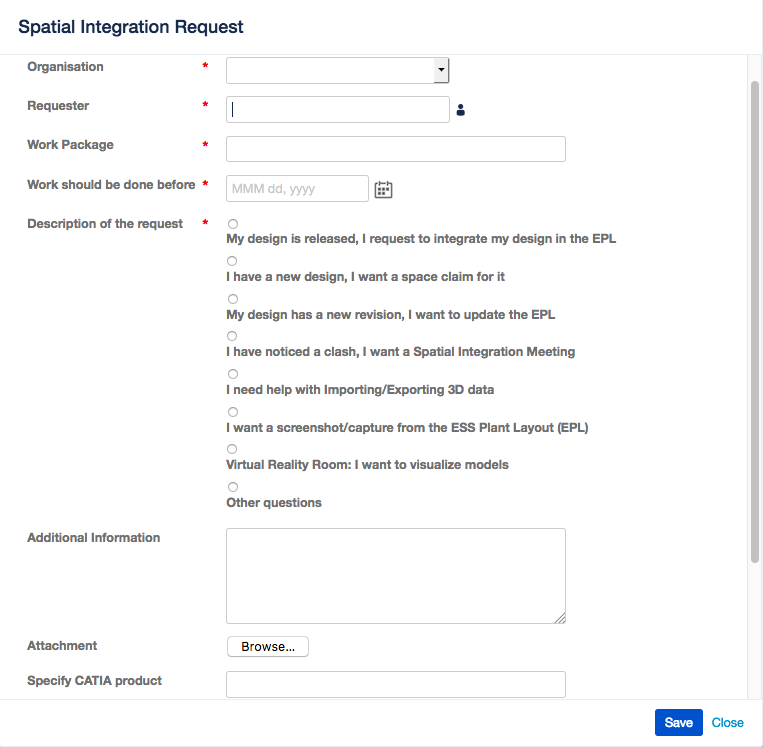 Spatial Integration Request
Organisation *
Requester *
Work Package *
Work should be done before * MMM dd, yyyy
Description of the request *
My design is released, I request to integrate my design in the EPL
I have a new design, I want a space claim for it
My design has a new revision, I want to update the EPL
I have noticed a clash, I want a Spatial Integration Meeting
I need help with Importing/Exporting 3D data
I want a screenshot/capture from the ESS Plant Layout (EPL)
Virtual Reality Room: I want to visualize models
Other questions
Additional Information
Attachment Browse...
Specify CATIA product
Save Close